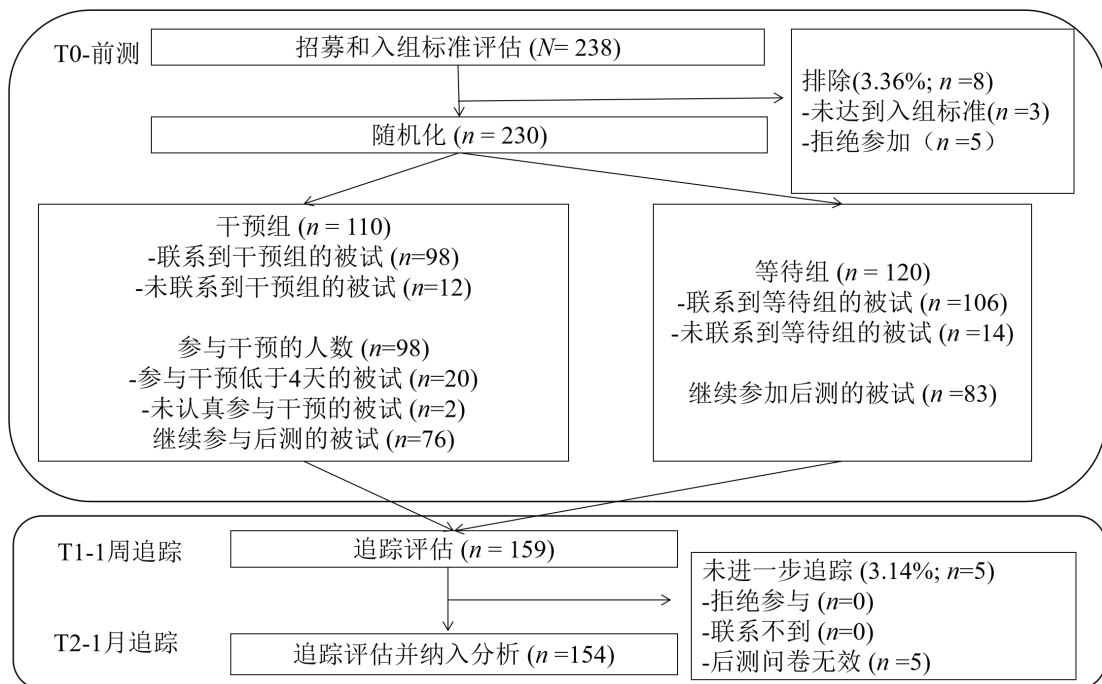 T0-前测
招募和入组标准评估 (N= 238)
排除(3.36%; n =8)
-未达到入组标准(n =3)
-拒绝参加（n =5）
随机化 (n = 230)
干预组 (n = 110)
-联系到干预组的被试 (n=98)
-未联系到干预组的被试 (n=12)
参与干预的人数 (n=98)
-参与干预低于4天的被试 (n=20)
-未认真参与干预的被试 (n=2)
继续参与后测的被试 (n=76)
等待组 (n = 120)
-联系到等待组的被试 (n =106)
-未联系到等待组的被试 (n =14)
继续参加后测的被试 (n =83)
T1-1周追踪
追踪评估 (n = 159)
未进一步追踪 (3.14%; n=5)
-拒绝参与 (n=0)
-联系不到 (n=0)
-后测问卷无效 (n =5)
T2-1月追踪
追踪评估并纳入分析 (n =154)